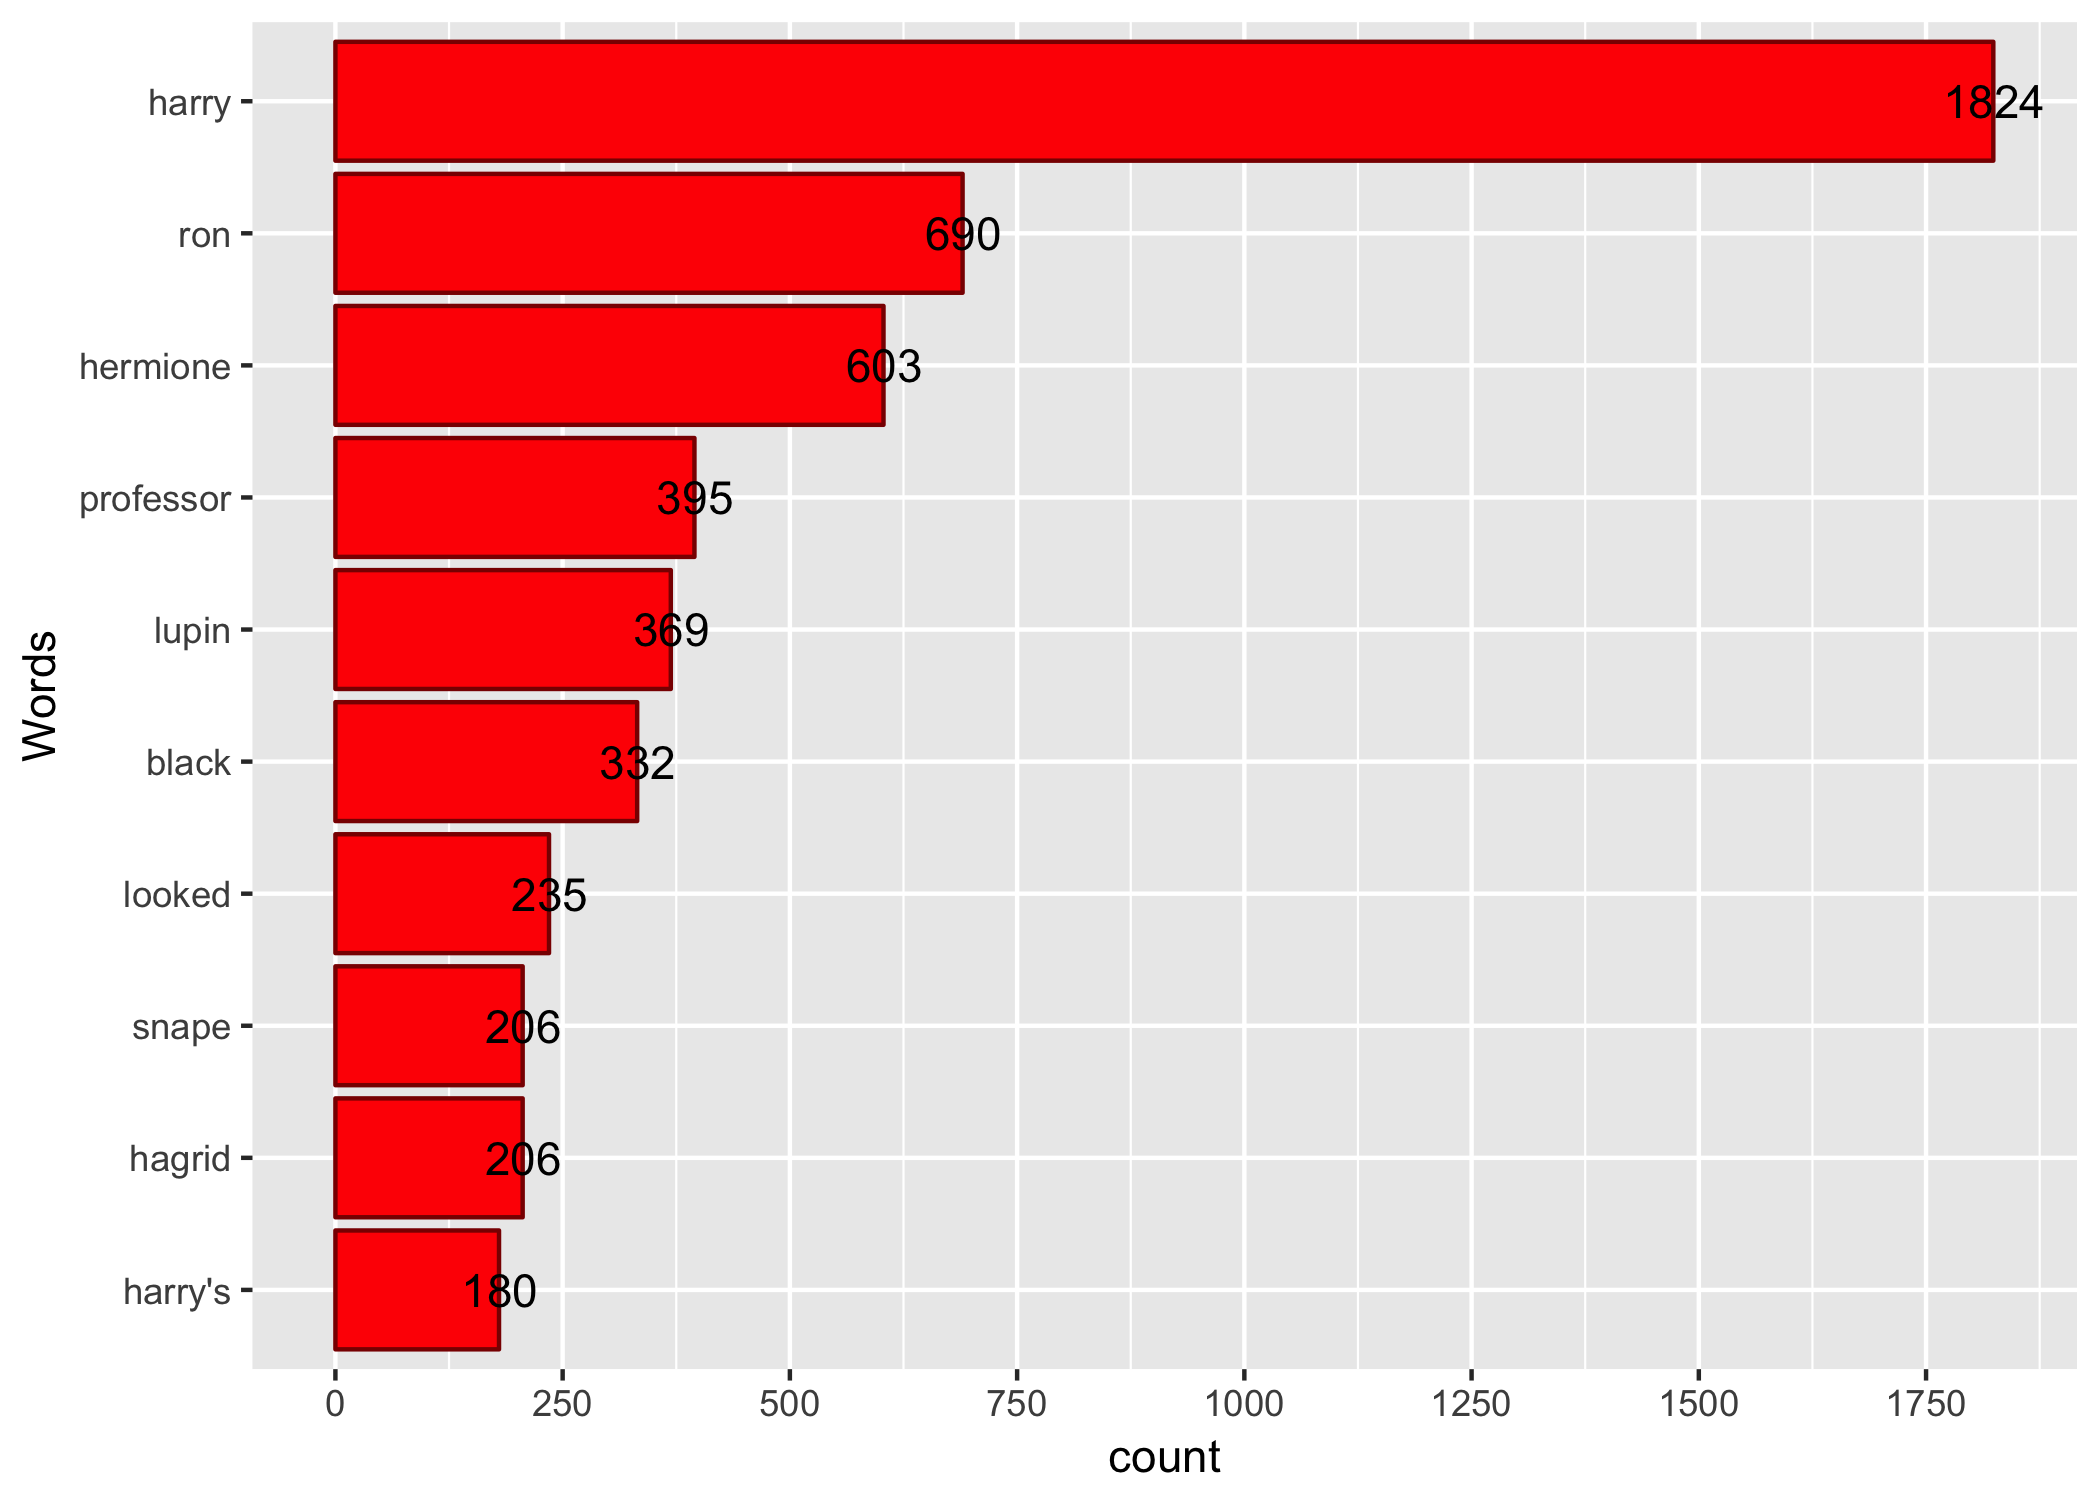 harry 1824
ron 690
hermione 603
professor 395
lupin 369
black 332
looked 235
snape 206
hagrid 206
harry's 180
Words
0 250 500 750 1000 1250 1500 1750
count